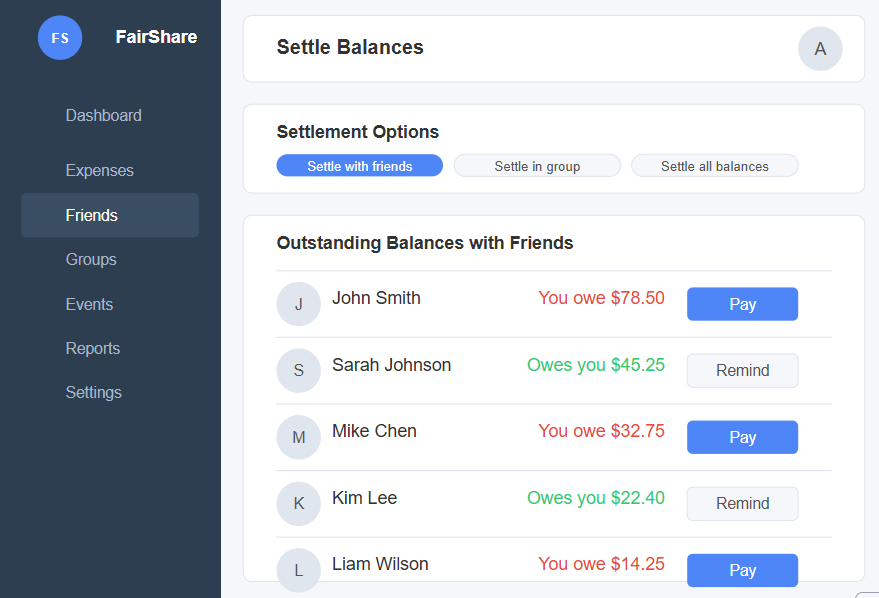 FS FairShare
Dashboard
Expenses
Friends
Groups
Events
Reports
Settings
Settle Balances A
Settlement Options
Settle with friends Settle in group Settle all balances
Outstanding Balances with Friends
J John Smith You owe $78.50 Pay
S Sarah Johnson Owes you $45.25 Remind
M Mike Chen You owe $32.75 Pay
K Kim Lee Owes you $22.40 Remind
L Liam Wilson You owe $14.25 Pay